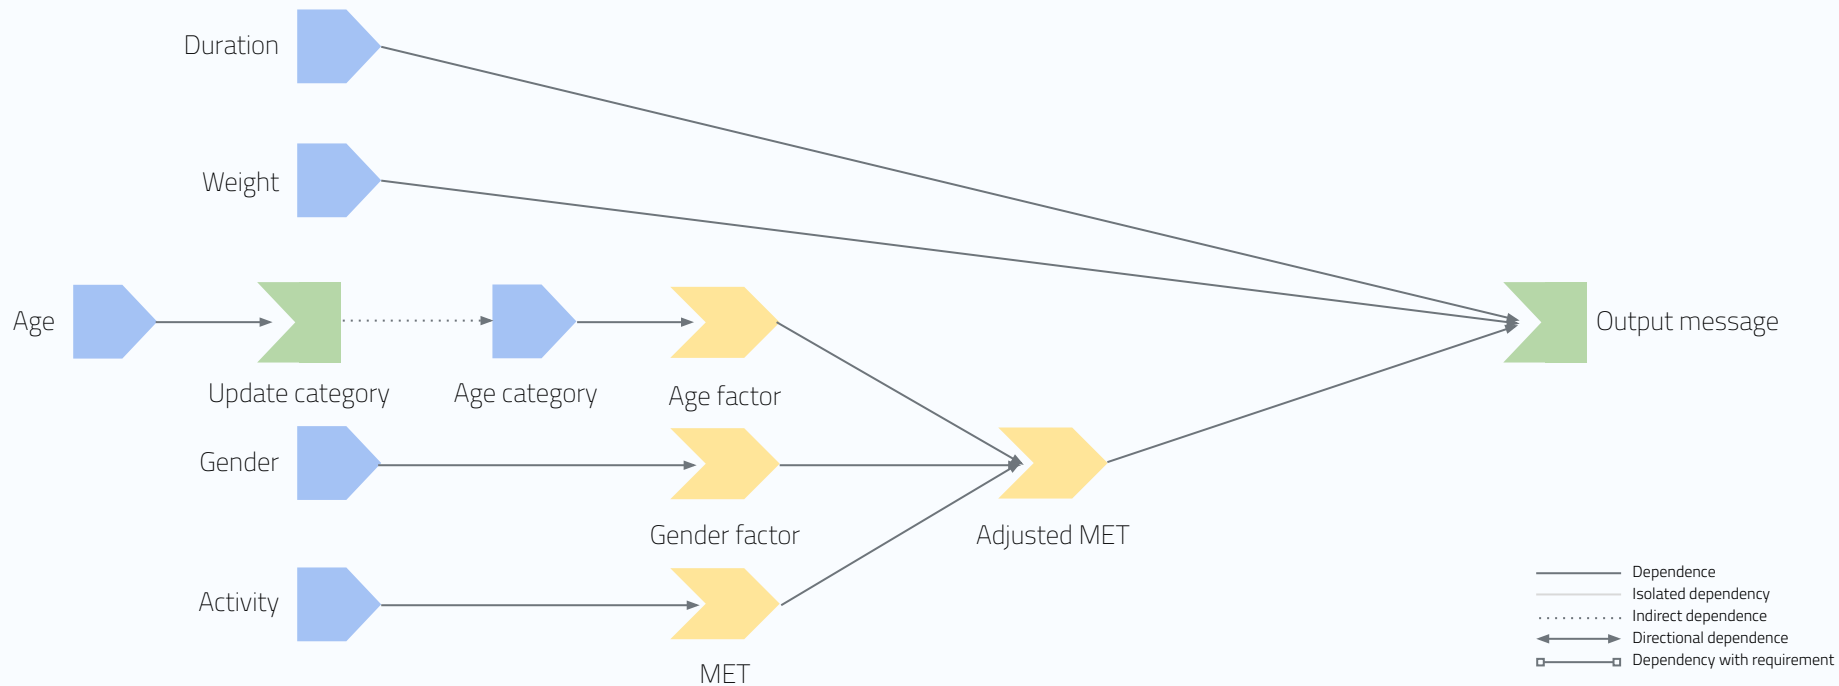 Duration
Weight
Age
Output message
Update category
Age category
Age factor
Gender
Gender factor
Adjusted MET
Activity
MET
Dependence
Isolated dependency
Indirect dependence
Directional dependence
Dependency with requirement